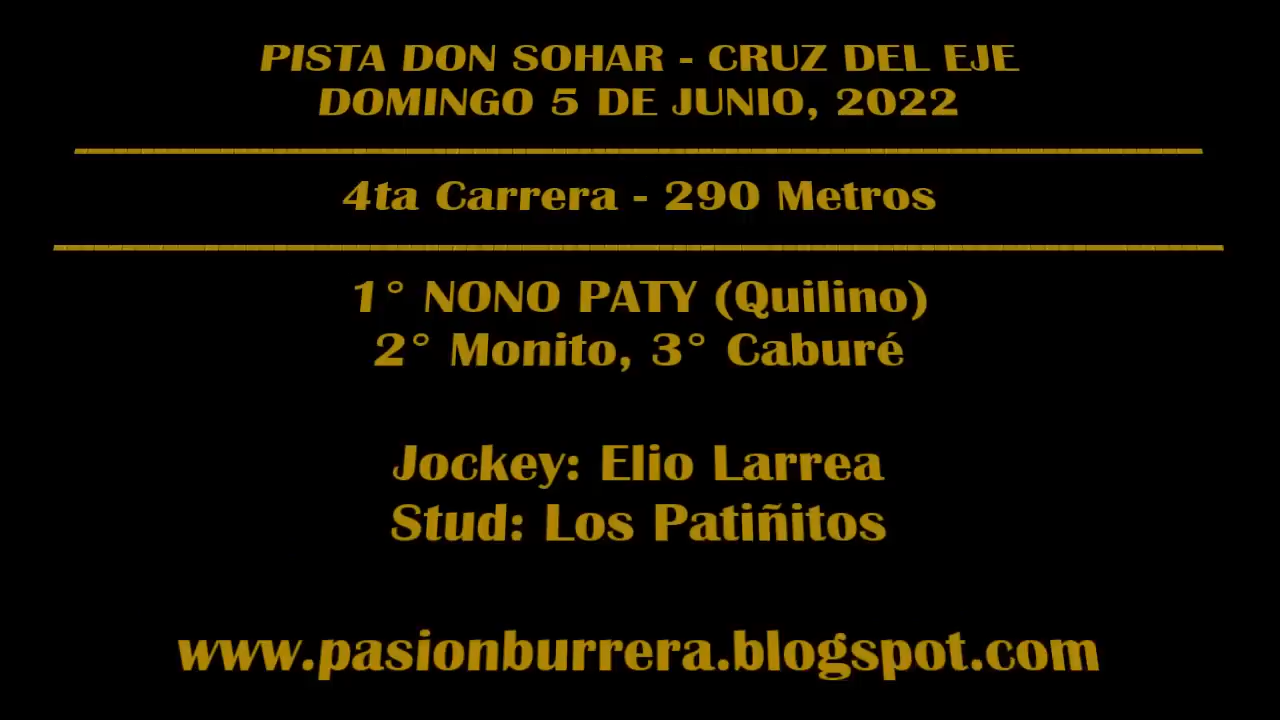 PISTA DON SOHAR - CRUZ DEL EJE
DOMINGO 5 DE JUNIO, 2022
4ta Carrera - 290 Metros
1° NONO PATY (Quilino)
2° Monito, 3° Caburé
Jockey: Elio Larrea
Stud: Los Patiñitos
www.pasionburrera.blogspot.com